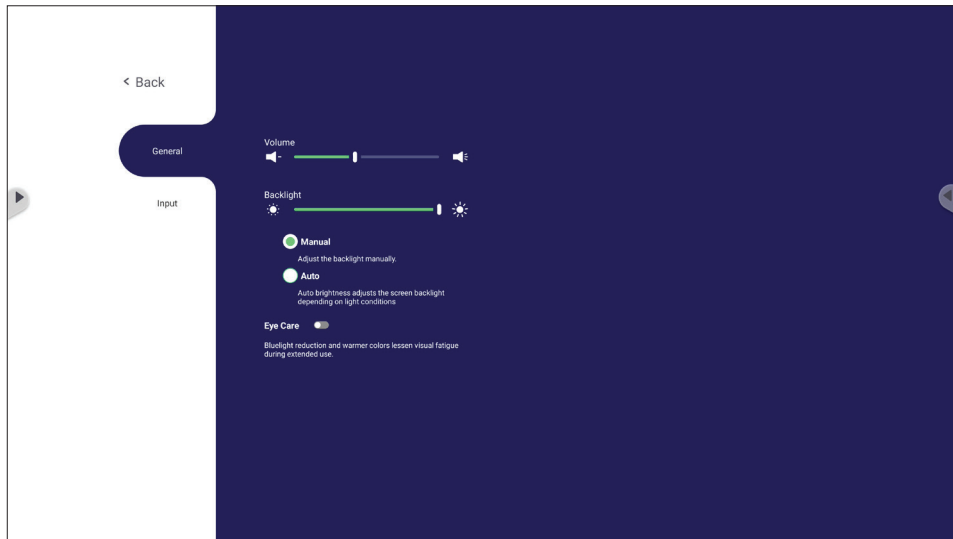 Back
General
Input
Volume
Backlight
Manual
Adjust the backlight manually.
Auto
Auto brightness adjusts the screen backlight
depending on light conditions
Eye Care
Bluelight reduction and warmer colors lessen visual fatigue
during extended use.